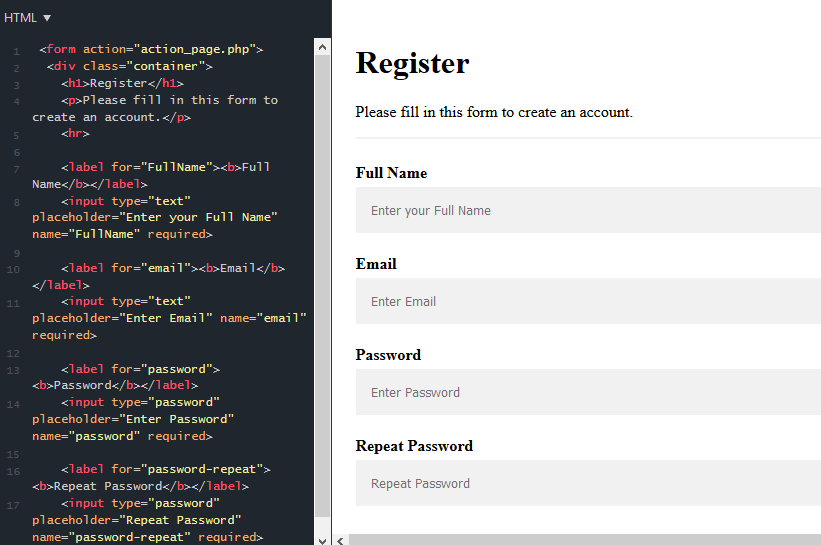 HTML ▼
1 <form action="action_page.php">
2 <div class="container">
3 <h1>Register</h1>
4 <p>Please fill in this form to
create an account.</p>
5 <hr>
6
7 <label for="FullName"><b>Full
Name</b></label>
8 <input type="text"
placeholder="Enter your Full Name"
name="FullName" required>
9
10 <label for="email"><b>Email</b>
</label>
11 <input type="text"
placeholder="Enter Email" name="email"
required>
12
13 <label for="password">
<b>Password</b></label>
14 <input type="password"
placeholder="Enter Password"
name="password" required>
15
16 <label for="password-repeat">
<b>Repeat Password</b></label>
17 <input type="password"
placeholder="Repeat Password"
name="password-repeat" required>
Register
Please fill in this form to create an account.
Full Name
Enter your Full Name
Email
Enter Email
Password
Enter Password
Repeat Password
Repeat Password